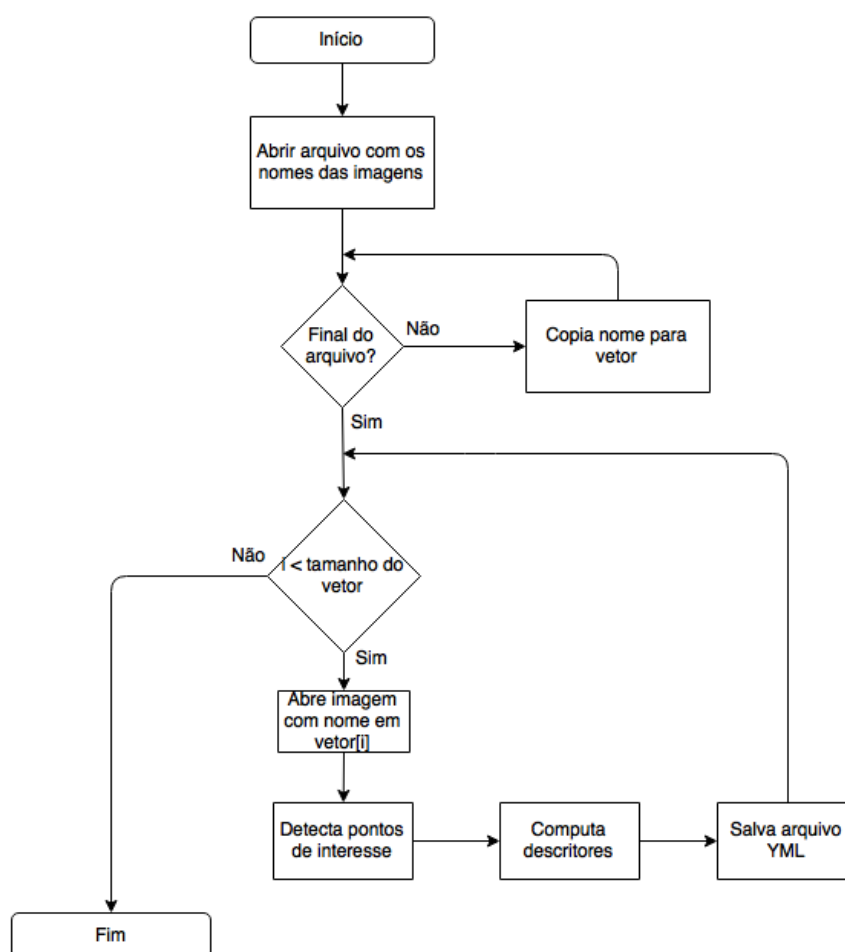 Início
Abrir arquivo com os
nomes das imagens
Final do
arquivo?
Não
Copia nome para
vetor
Sim
i < tamanho do
vetor
Não
Sim
Abre imagem
com nome em
vetor[i]
Detecta pontos
de interesse
Computa
descritores
Salva arquivo
YML
Fim